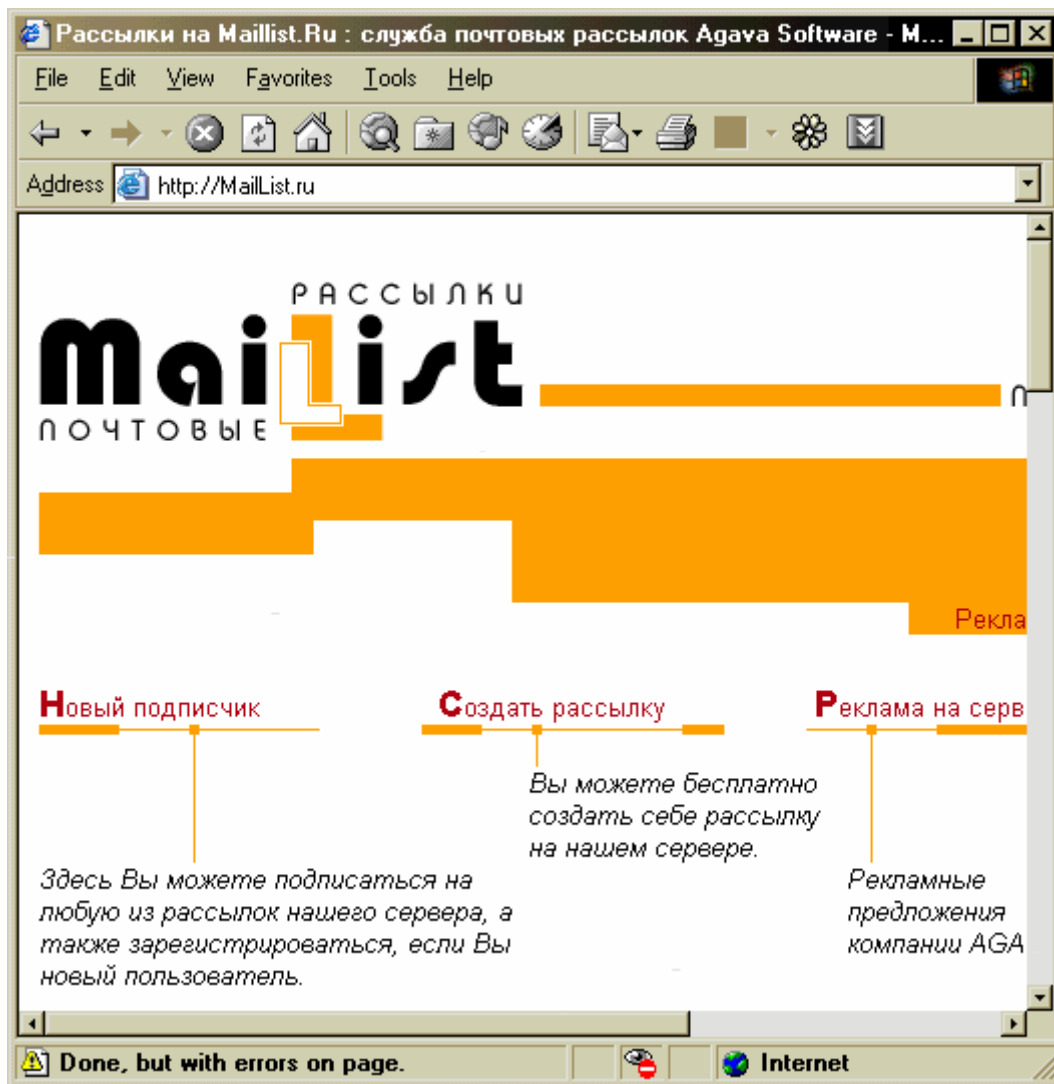 Рассылки на Maillist.Ru : служба почтовых рассылок Agava Software - M...
File Edit View Favorites Tools Help
Address http://MailList.ru
РАССЫЛКИ
MaiList
ПОЧТОВЫЕ
П
Рекла
Новый подписчик
Создать рассылку
Реклама на серв
Вы можете бесплатно
создать себе рассылку
на нашем сервере.
Здесь Вы можете подписаться на
любую из рассылок нашего сервера, а
также зарегистрироваться, если Вы
новый пользователь.
Рекламные
предложения
компании AGA
Done, but with errors on page.
Internet